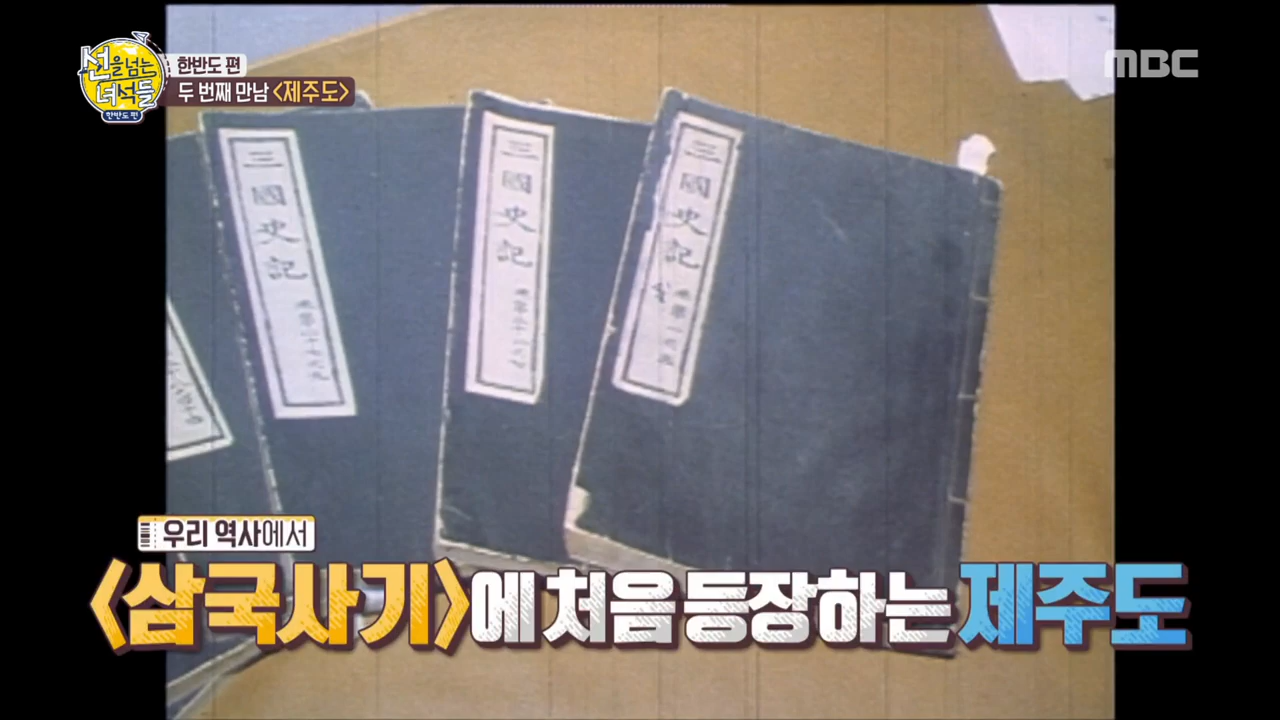 선을 넘는
녀석들
한반도 편
한반도 편
두 번째 만남 <제주도>
MBC
三國史記
三國史記
三國史記
우리 역사에서
<삼국사기>에 처음 등장하는 제주도